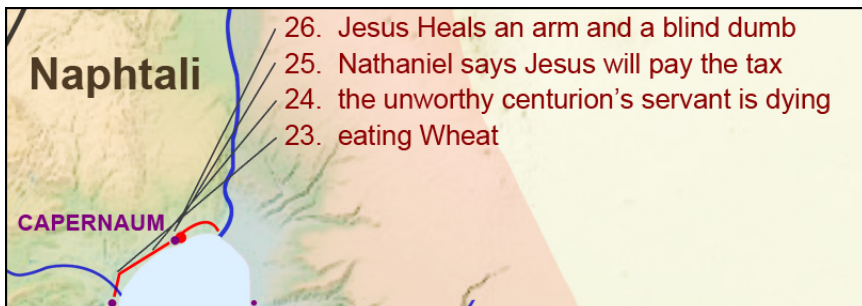 26. Jesus Heals an arm and a blind dumb
Naphtali
25. Nathaniel says Jesus will pay the tax
24. the unworthy centurion's servant is dying
23. eating Wheat
CAPERNAUM